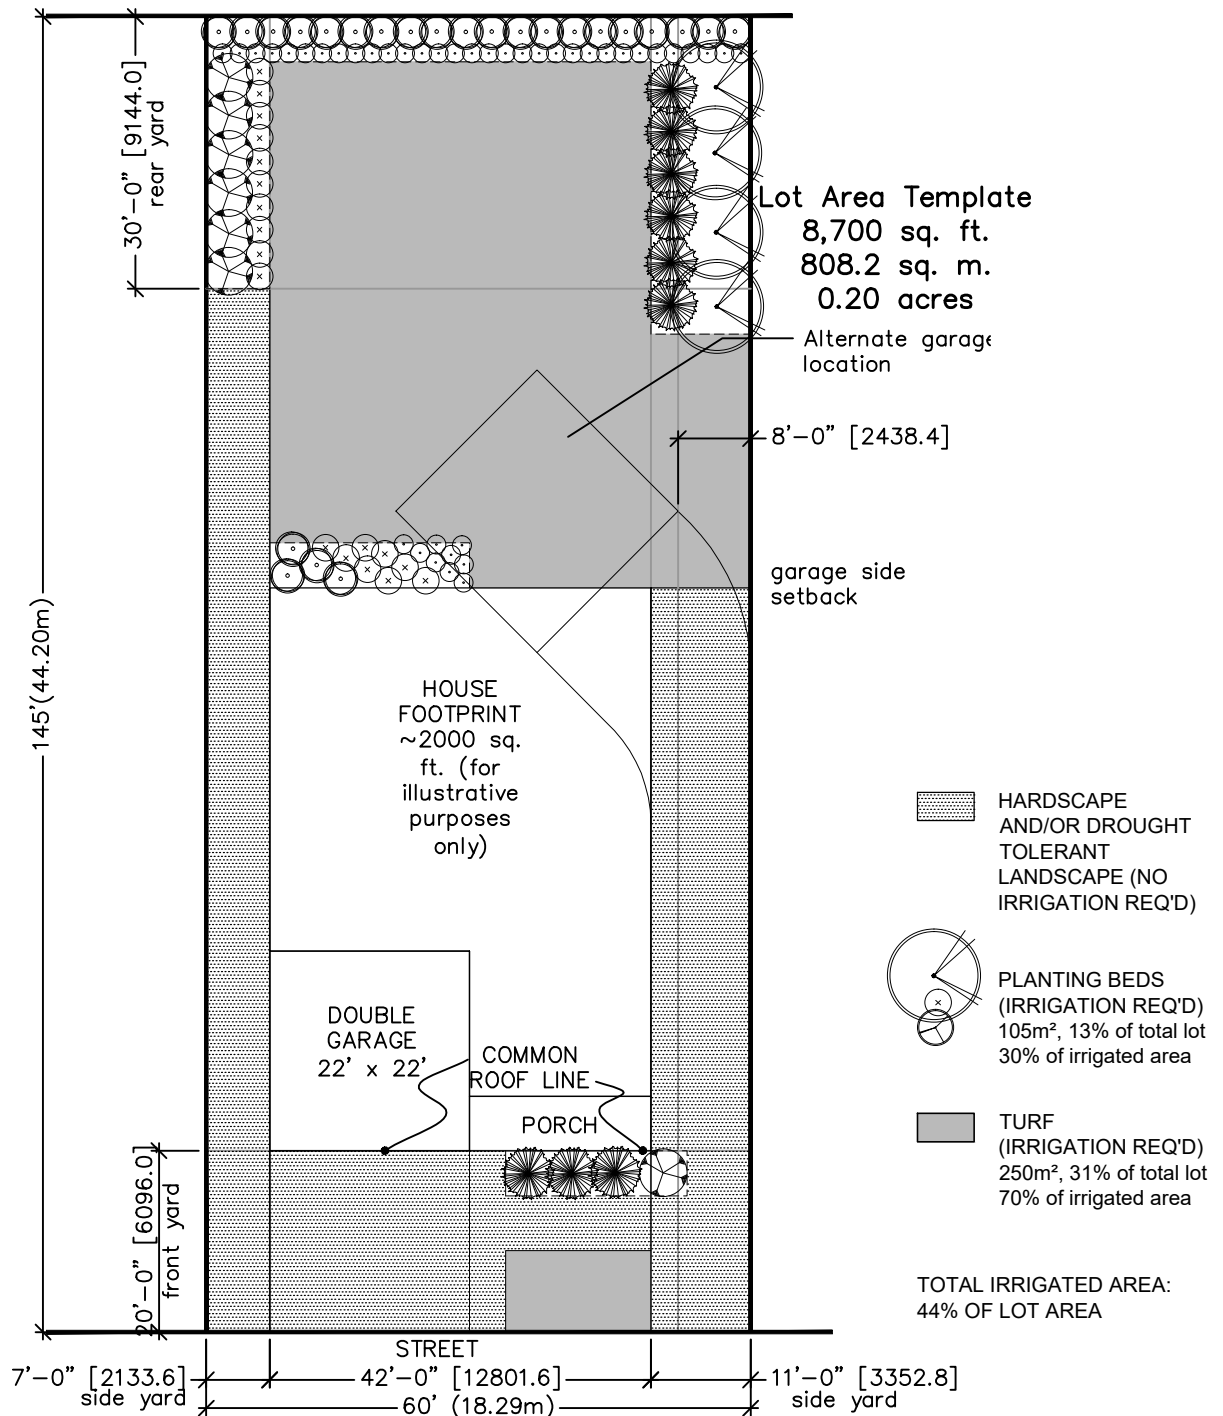 30'-0" [9144.0]
rear yard
Lot Area Template
8,700 sq. ft.
808.2 sq. m.
0.20 acres
Alternate garage
location
8'-0" [2438.4]
garage side
setback
145'(44.20m)
HOUSE
FOOTPRINT
~2000 sq.
ft. (for
illustrative
purposes
only)
HARDSCAPE
AND/OR DROUGHT
TOLERANT
LANDSCAPE (NO
IRRIGATION REQ'D)
PLANTING BEDS
(IRRIGATION REQ'D)
105m², 13% of total lot
30% of irrigated area
DOUBLE
GARAGE
22' x 22'
COMMON
ROOF LINE
PORCH
TURF
(IRRIGATION REQ'D)
250m², 31% of total lot
70% of irrigated area
20'-0" [6096.0]
front yard
TOTAL IRRIGATED AREA:
44% OF LOT AREA
STREET
7'-0" [2133.6]
side yard
42'-0" [12801.6]
11'-0" [3352.8]
side yard
60' (18.29m)